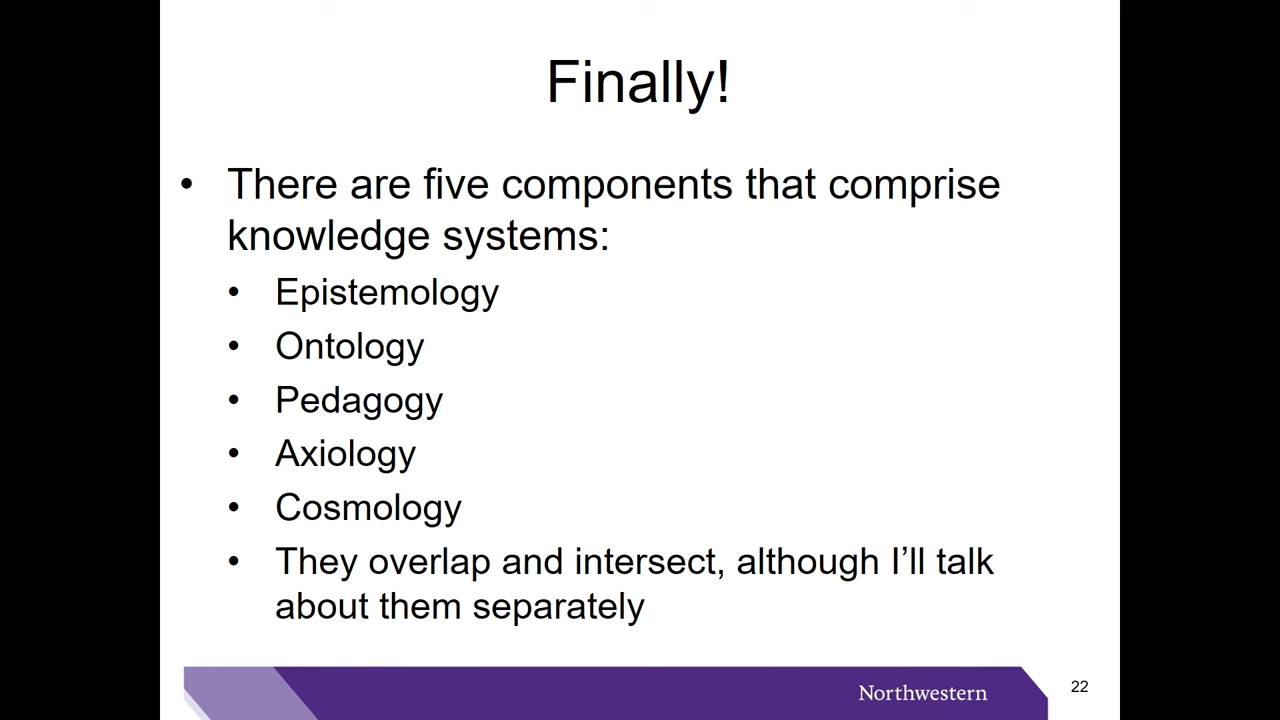 Finally!
• There are five components that comprise
knowledge systems:
• Epistemology
• Ontology
• Pedagogy
• Axiology
• Cosmology
• They overlap and intersect, although I’ll talk
about them separately
Northwestern
22